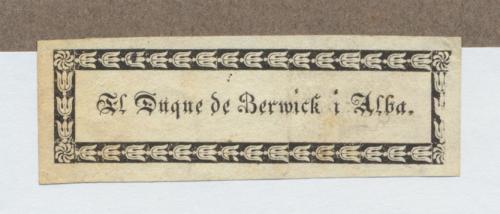 El Duque de Berwick i Alba.